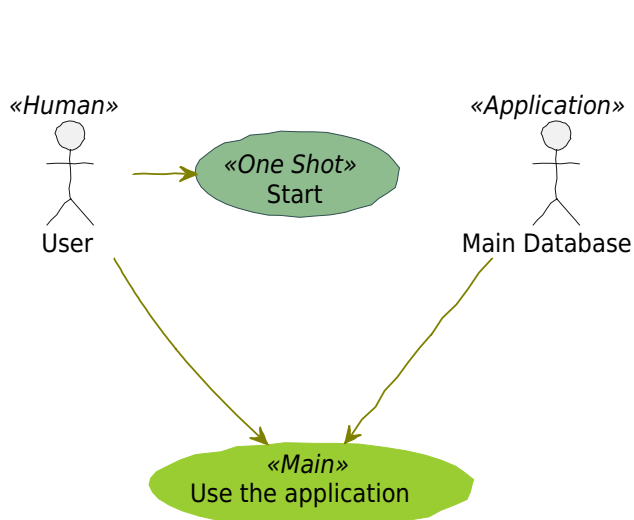 «Human»
User
«One Shot»
Start
«Application»
Main Database
«Main»
Use the application